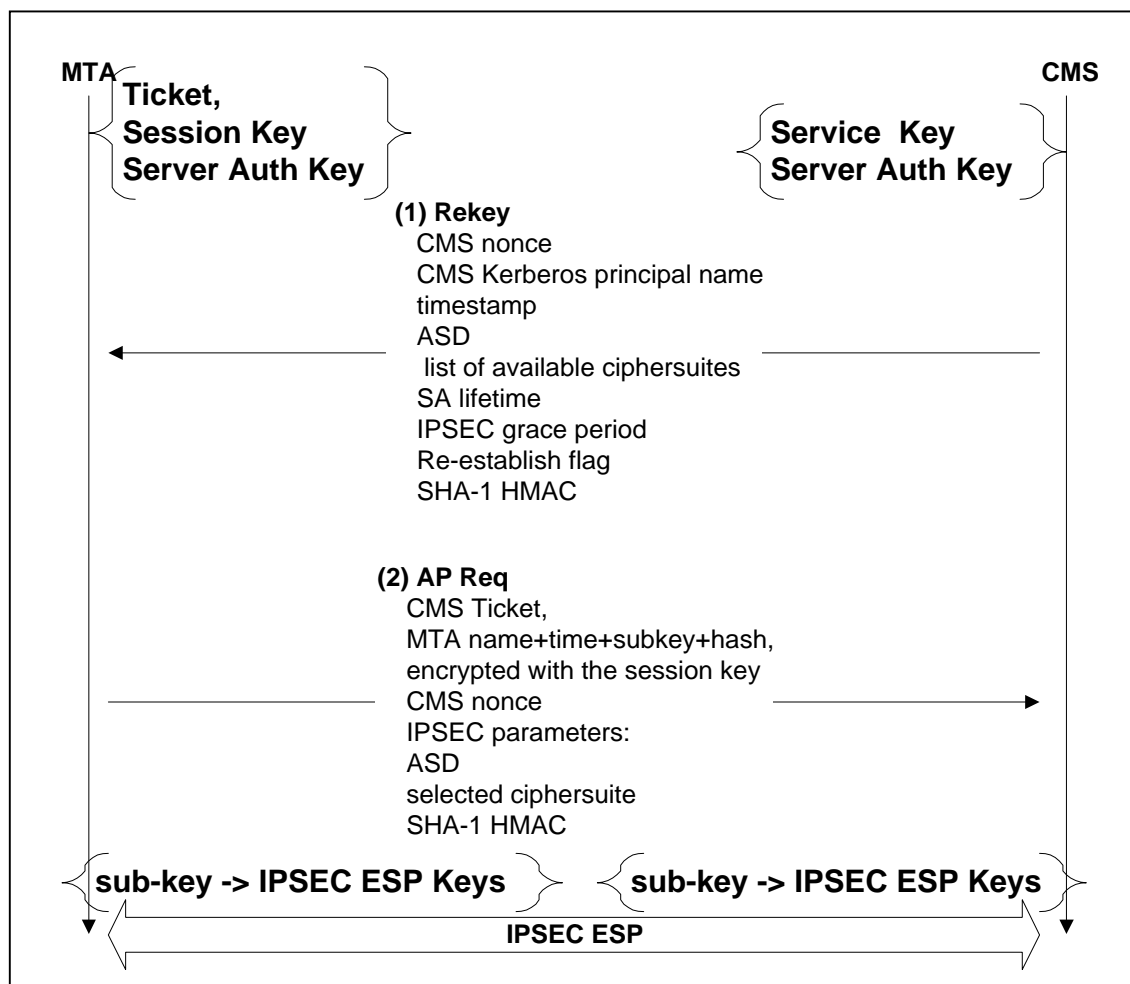 MTA
CMS
Ticket,
Session Key
Server Auth Key
Service Key
Server Auth Key
(1) Rekey
CMS nonce
CMS Kerberos principal name
timestamp
ASD
list of available ciphersuites
SA lifetime
IPSEC grace period
Re-establish flag
SHA-1 HMAC
(2) AP Req
CMS Ticket,
MTA name+time+subkey+hash,
encrypted with the session key
CMS nonce
IPSEC parameters:
ASD
selected ciphersuite
SHA-1 HMAC
sub-key -> IPSEC ESP Keys
sub-key -> IPSEC ESP Keys
IPSEC ESP